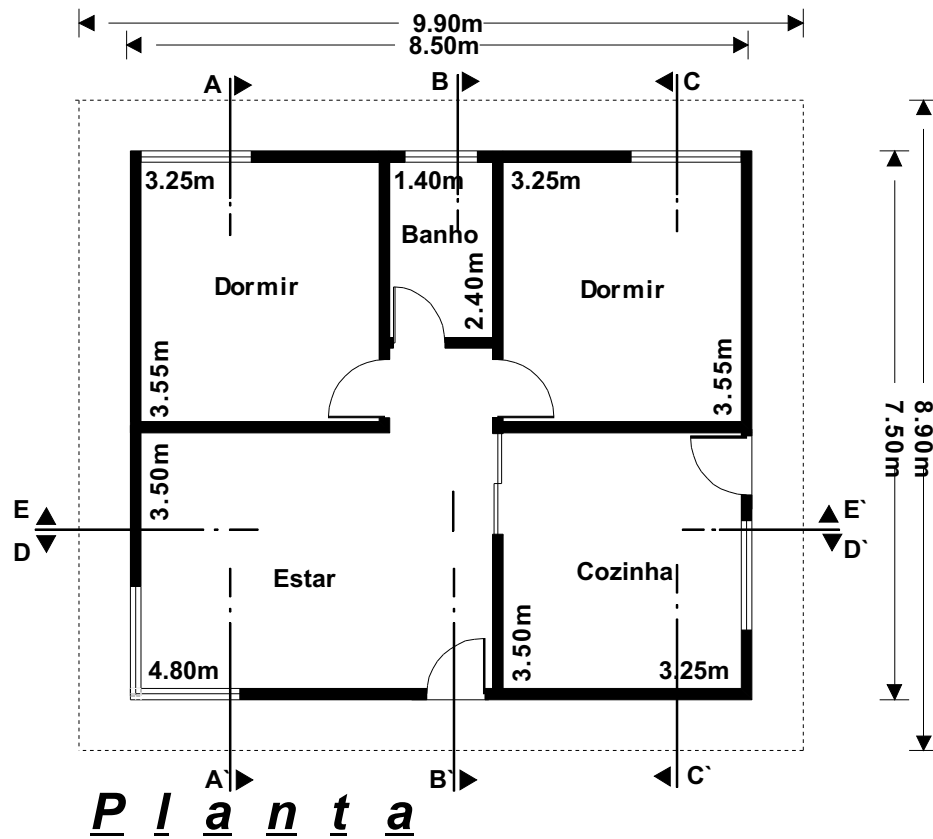 9.90m
8.50m
A B C
3.25m 1.40m 3.25m
Banho
2.40m
Dormir Dormir
3.55m 3.55m
8.90m
7.50m
3.50m
E E`
D D`
Estar Cozinha
3.50m
4.80m 3.25m
A` B` C`
Planta